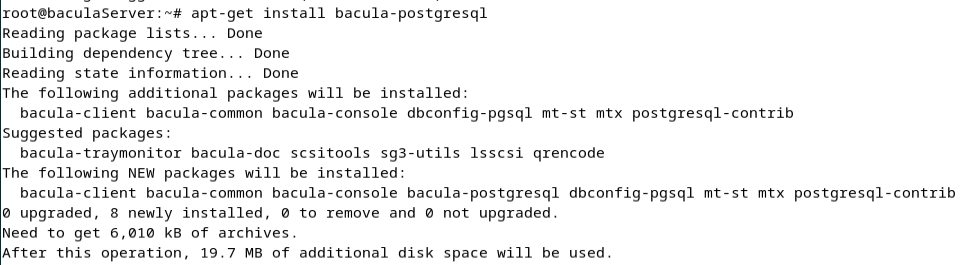 root@baculaServer:~# apt-get install bacula-postgresql
Reading package lists... Done
Building dependency tree... Done
Reading state information... Done
The following additional packages will be installed:
  bacula-client bacula-common bacula-console dbconfig-pgsql mt-st mtx postgresql-contrib
Suggested packages:
  bacula-traymonitor bacula-doc scsitools sg3-utils lsscsi qrencode
The following NEW packages will be installed:
  bacula-client bacula-common bacula-console bacula-postgresql dbconfig-pgsql mt-st mtx postgresql-contrib
0 upgraded, 8 newly installed, 0 to remove and 0 not upgraded.
Need to get 6,010 kB of archives.
After this operation, 19.7 MB of additional disk space will be used.